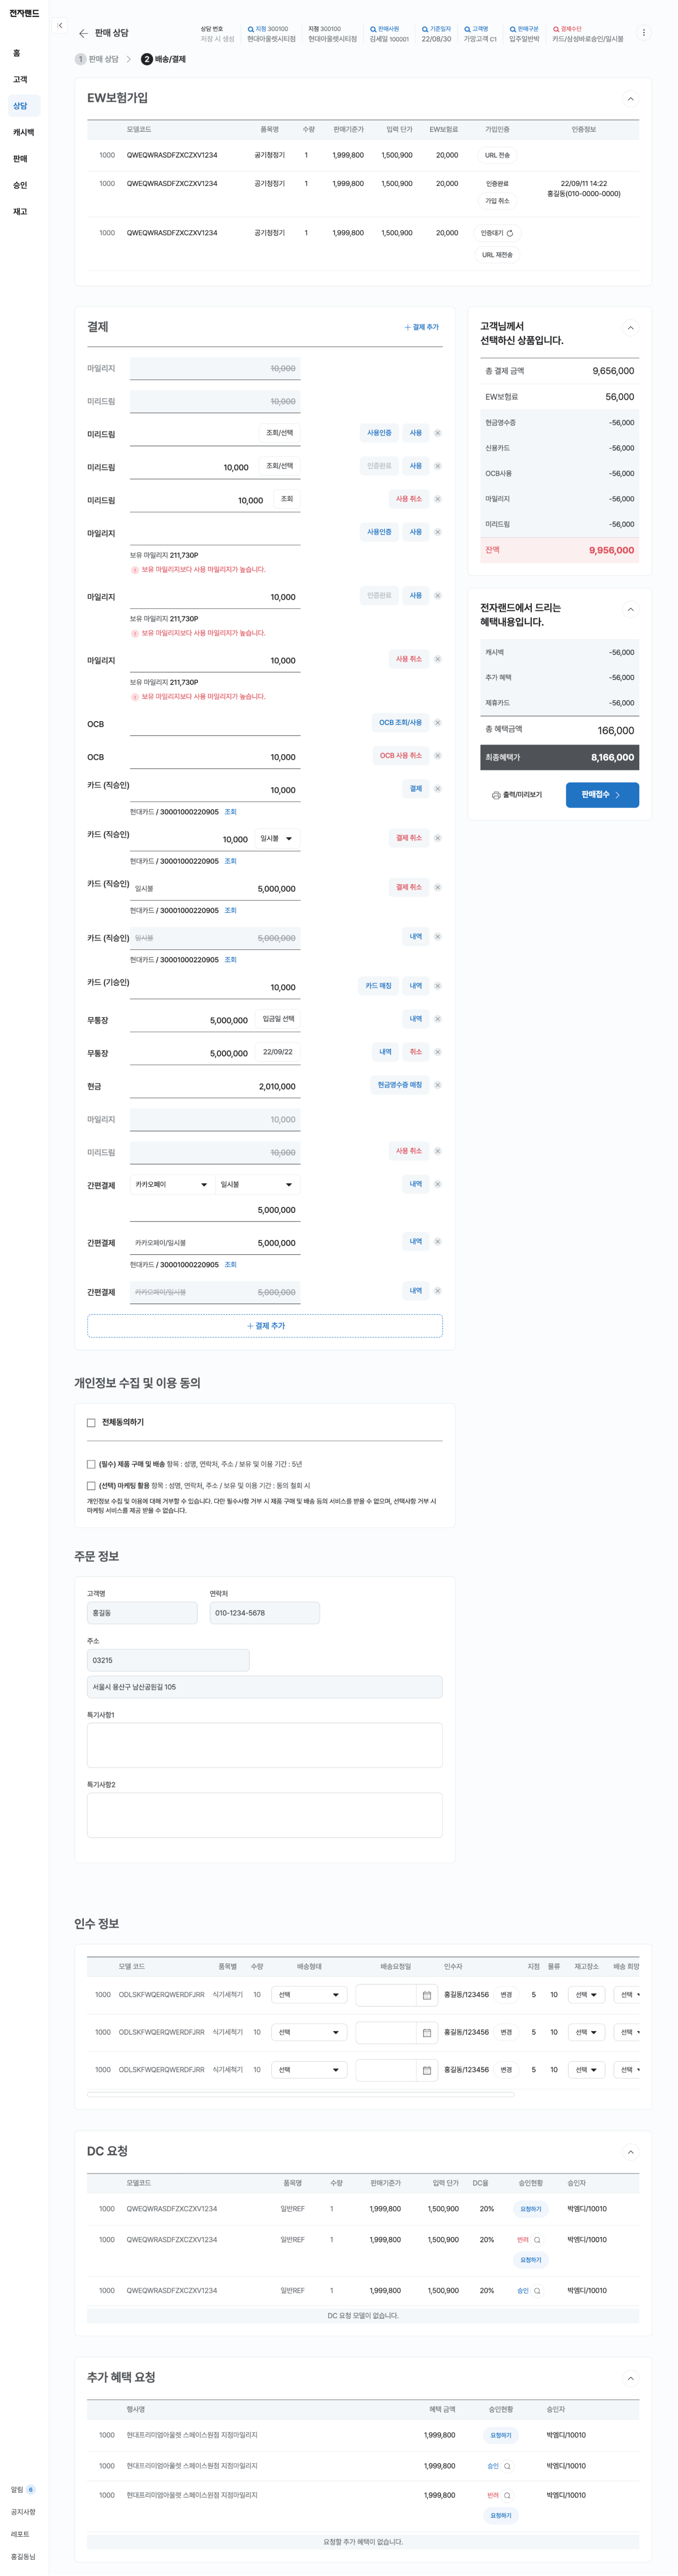 전자랜드
홈
고객
상담
캐시백
판매
승인
재고
알림 6
공지사항
레포트
홍길동님
판매 상담
상담 번호
저장 시 생성
지점 300100
현대아울렛시티점
지점 300100
현대아울렛시티점
판매사원
김세일 100001
기준일자
22/08/30
고객명
가망고객 C1
판매구분
입주일반박
결제수단
카드/삼성바로승인/일시불
1 판매 상담
2 배송/결제
EW보험가입
모델코드 품목명 수량 판매기준가 입력 단가 EW보험료 가입인증 인증정보
1000 QWEQWRASDFZXCZXV1234 공기청정기 1 1,999,800 1,500,900 20,000 URL 전송
1000 QWEQWRASDFZXCZXV1234 공기청정기 1 1,999,800 1,500,900 20,000 인증완료 22/09/11 14:22
가입 취소 홍길동(010-0000-0000)
1000 QWEQWRASDFZXCZXV1234 공기청정기 1 1,999,800 1,500,900 20,000 인증대기
URL 재전송
결제
+ 결제 추가
마일리지 10,000
미리드림 10,000
미리드림 조회/선택 사용인증 사용
미리드림 10,000 조회/선택 인증완료 사용
미리드림 10,000 조회 사용 취소
마일리지 사용인증 사용
보유 마일리지 211,730P
보유 마일리지보다 사용 마일리지가 높습니다.
마일리지 10,000 인증완료 사용
보유 마일리지 211,730P
보유 마일리지보다 사용 마일리지가 높습니다.
마일리지 10,000 사용 취소
보유 마일리지 211,730P
보유 마일리지보다 사용 마일리지가 높습니다.
OCB OCB 조회/사용
OCB 10,000 OCB 사용 취소
카드 (직승인) 10,000 결제
현대카드 / 30001000220905 조회
카드 (직승인) 10,000 일시불 결제 취소
현대카드 / 30001000220905 조회
카드 (직승인) 일시불 5,000,000 결제 취소
현대카드 / 30001000220905 조회
카드 (직승인) 일시불 5,000,000 내역
현대카드 / 30001000220905 조회
카드 (기승인) 10,000 카드 매칭 내역
무통장 5,000,000 입금일 선택 내역
무통장 5,000,000 22/09/22 내역 취소
현금 2,010,000 현금영수증 매칭
마일리지 10,000
미리드림 10,000 사용 취소
간편결제 카카오페이 일시불 내역
5,000,000
간편결제 카카오페이/일시불 5,000,000 내역
현대카드 / 30001000220905 조회
간편결제 카카오페이/일시불 5,000,000 내역
+ 결제 추가
고객님께서
선택하신 상품입니다.
총 결제 금액 9,656,000
EW보험료 56,000
현금영수증 -56,000
신용카드 -56,000
OCB사용 -56,000
마일리지 -56,000
미리드림 -56,000
잔액 9,956,000
전자랜드에서 드리는
혜택내용입니다.
캐시백 -56,000
추가 혜택 -56,000
제휴카드 -56,000
총 혜택금액 166,000
최종혜택가 8,166,000
출력/미리보기 판매접수
개인정보 수집 및 이용 동의
전체동의하기
(필수) 제품 구매 및 배송 항목 : 성명, 연락처, 주소 / 보유 및 이용 기간 : 5년
(선택) 마케팅 활용 항목 : 성명, 연락처, 주소 / 보유 및 이용 기간 : 동의 철회 시
개인정보 수집 및 이용에 대해 거부할 수 있습니다. 다만 필수사항 거부 시 제품 구매 및 배송 등의 서비스를 받을 수 없으며, 선택사항 거부 시
마케팅 서비스를 제공 받을 수 없습니다.
주문 정보
고객명 연락처
홍길동 010-1234-5678
주소
03215
서울시 용산구 남산공원길 105
특기사항1
특기사항2
인수 정보
모델 코드 품목별 수량 배송형태 배송요청일 인수자 지점 물류 재고장소 배송 희망
1000 ODLSKFWQERQWERDFJRR 식기세척기 10 선택 홍길동/123456 변경 5 10 선택 선택
1000 ODLSKFWQERQWERDFJRR 식기세척기 10 선택 홍길동/123456 변경 5 10 선택 선택
1000 ODLSKFWQERQWERDFJRR 식기세척기 10 선택 홍길동/123456 변경 5 10 선택 선택
DC 요청
모델코드 품목명 수량 판매기준가 입력 단가 DC율 승인현황 승인자
1000 QWEQWRASDFZXCZXV1234 일반REF 1 1,999,800 1,500,900 20% 요청하기 박엠디/10010
1000 QWEQWRASDFZXCZXV1234 일반REF 1 1,999,800 1,500,900 20% 반려 박엠디/10010
요청하기
1000 QWEQWRASDFZXCZXV1234 일반REF 1 1,999,800 1,500,900 20% 승인 박엠디/10010
DC 요청 모델이 없습니다.
추가 혜택 요청
행사명 혜택 금액 승인현황 승인자
1000 현대프리미엄아울렛 스페이스원점 지점마일리지 1,999,800 요청하기 박엠디/10010
1000 현대프리미엄아울렛 스페이스원점 지점마일리지 1,999,800 승인 박엠디/10010
1000 현대프리미엄아울렛 스페이스원점 지점마일리지 1,999,800 반려 박엠디/10010
요청하기
요청할 추가 혜택이 없습니다.